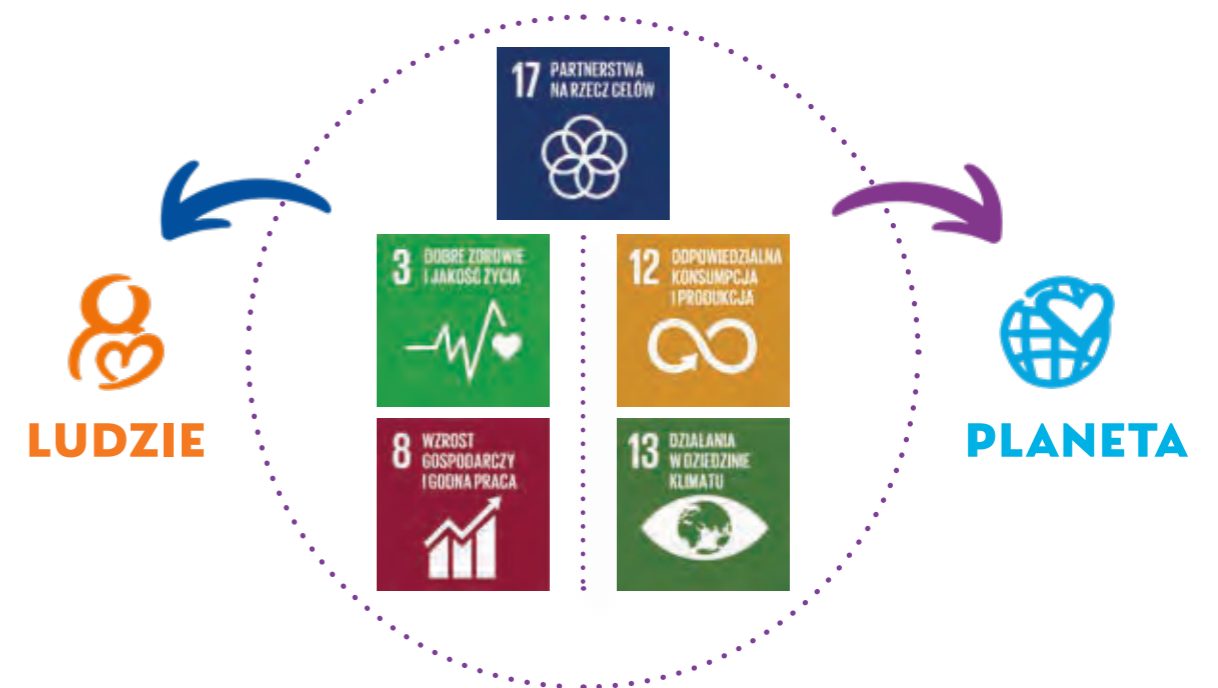 17 PARTNERSTWA
NA RZECZ CELÓW
3 DOBRE ZDROWIE
I JAKOŚĆ ŻYCIA
12 ODPOWIEDZIALNA
KONSUMPCJA
I PRODUKCJA
LUDZIE
PLANETA
8 WZROST
GOSPODARCZY
I GODNA PRACA
13 DZIAŁANIA
W DZIEDZINIE
KLIMATU